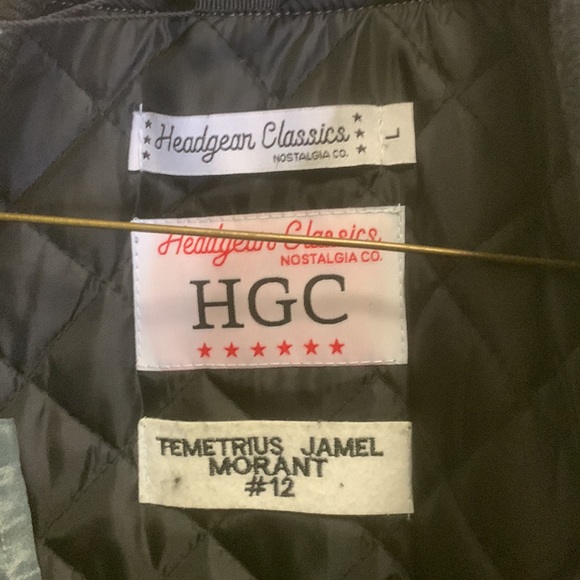 Headgear Classics
NOSTALGIA CO.
L
Headgear Classics
NOSTALGIA CO.
HGC
TEMETRIUS JAMEL
MORANT
#12